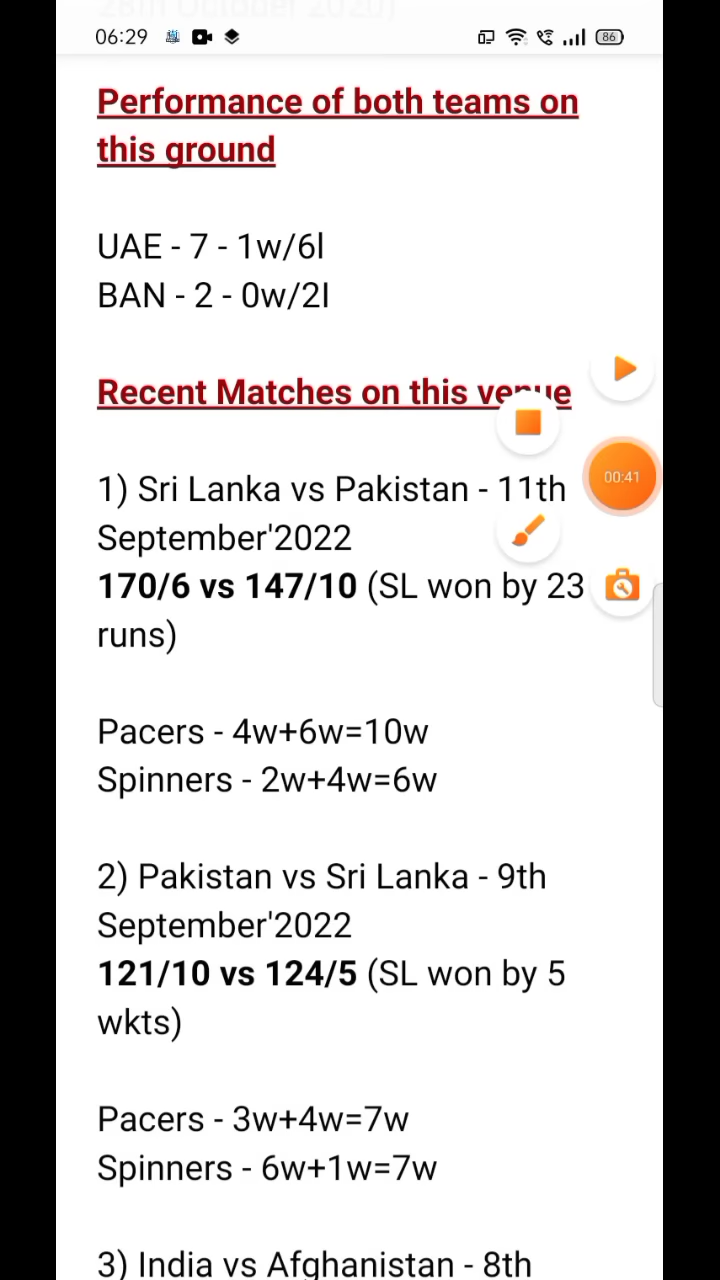 28th October 2020)
06:29
86
Performance of both teams on
this ground
UAE - 7 - 1w/6l
BAN - 2 - 0w/2l
Recent Matches on this venue
1) Sri Lanka vs Pakistan - 11th
September'2022
00:41
170/6 vs 147/10 (SL won by 23
runs)
Pacers - 4w+6w=10w
Spinners - 2w+4w=6w
2) Pakistan vs Sri Lanka - 9th
September'2022
121/10 vs 124/5 (SL won by 5
wkts)
Pacers - 3w+4w=7w
Spinners - 6w+1w=7w
3) India vs Afghanistan - 8th